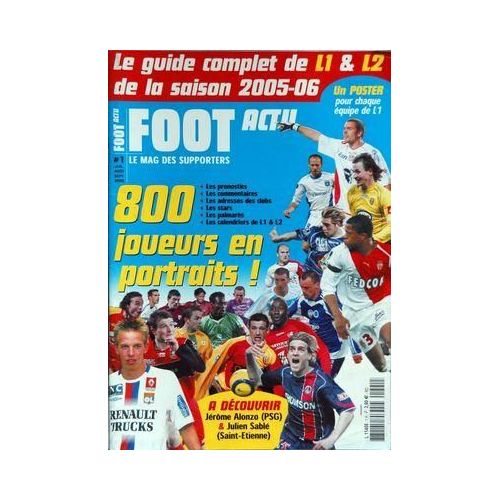 Le guide complet de L1 & L2
de la saison 2005-06
Un POSTER
pour chaque
équipe de L1
FOOT ACTU
FOOT ACTU
LE MAG DES SUPPORTERS
#1
800
joueurs en
portraits !
Les pronostics
Les commentaires
Les adresses des clubs
Les stars
Les palmarès
Les calendriers de L1 & L2
FEDCOM
3
OL
RENAULT
TRUCKS
THOMSON
A DÉCOUVRIR
Jérôme Alonzo (PSG)
& Julien Sablé
(Saint-Etienne)